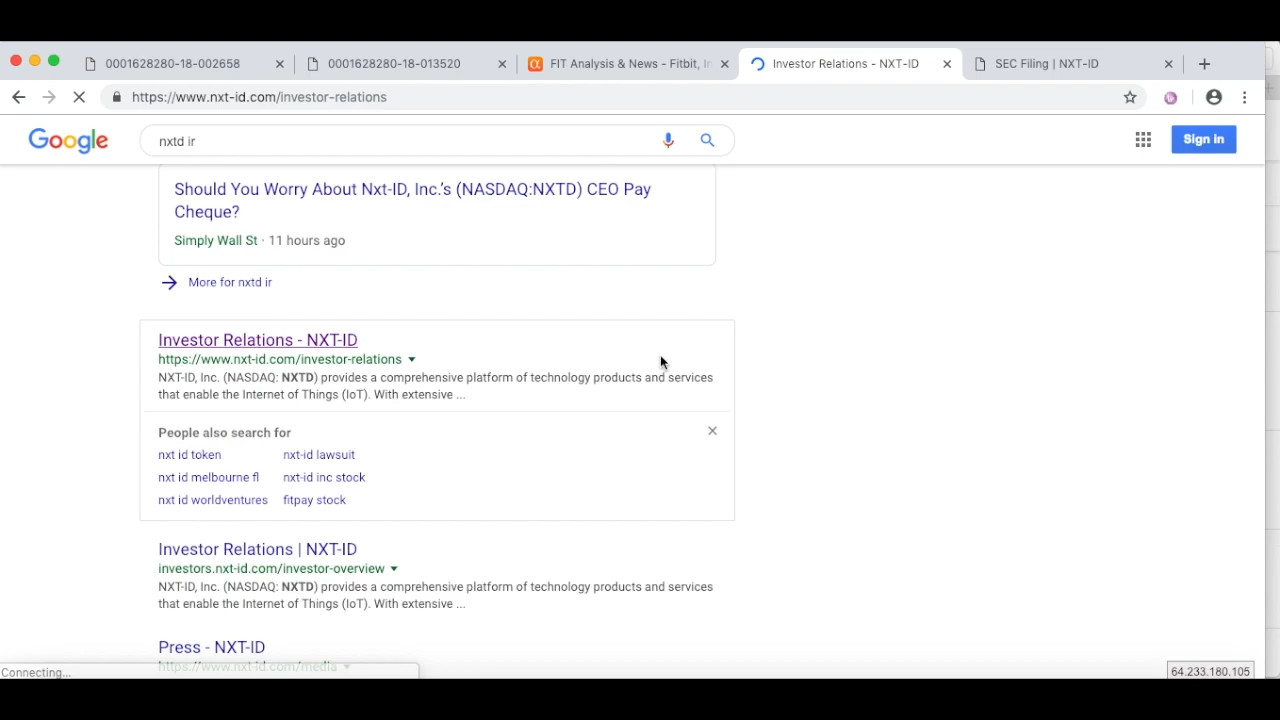 0001628280-18-002658
0001628280-18-013520
FIT Analysis & News - Fitbit, In
Investor Relations - NXT-ID
SEC Filing | NXT-ID
https://www.nxt-id.com/investor-relations
Google
nxtd ir
Sign in
Should You Worry About Nxt-ID, Inc.'s (NASDAQ:NXTD) CEO Pay
Cheque?
Simply Wall St · 11 hours ago
More for nxtd ir
Investor Relations - NXT-ID
https://www.nxt-id.com/investor-relations
NXT-ID, Inc. (NASDAQ: NXTD) provides a comprehensive platform of technology products and services
that enable the Internet of Things (IoT). With extensive ...
People also search for
nxt id token
nxt-id lawsuit
nxt id melbourne fl
nxt-id inc stock
nxt id worldventures
fitpay stock
Investor Relations | NXT-ID
investors.nxt-id.com/investor-overview
NXT-ID, Inc. (NASDAQ: NXTD) provides a comprehensive platform of technology products and services
that enable the Internet of Things (IoT). With extensive ...
Press - NXT-ID
https://www.nxt-id.com/media
Connecting...
64.233.180.105